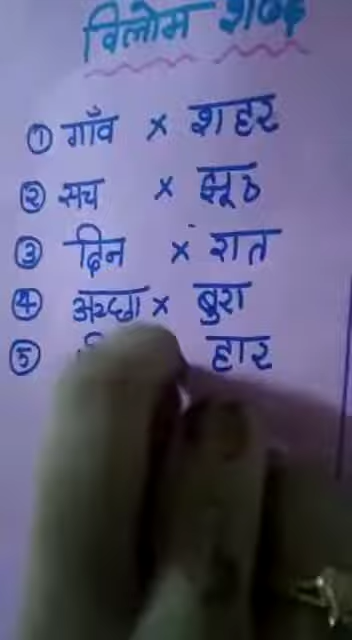 विलोम शब्द
① गाँव × शहर
② सच × झूठ
③ दिन × रात
④ अच्छा × बुरा
⑤ हार